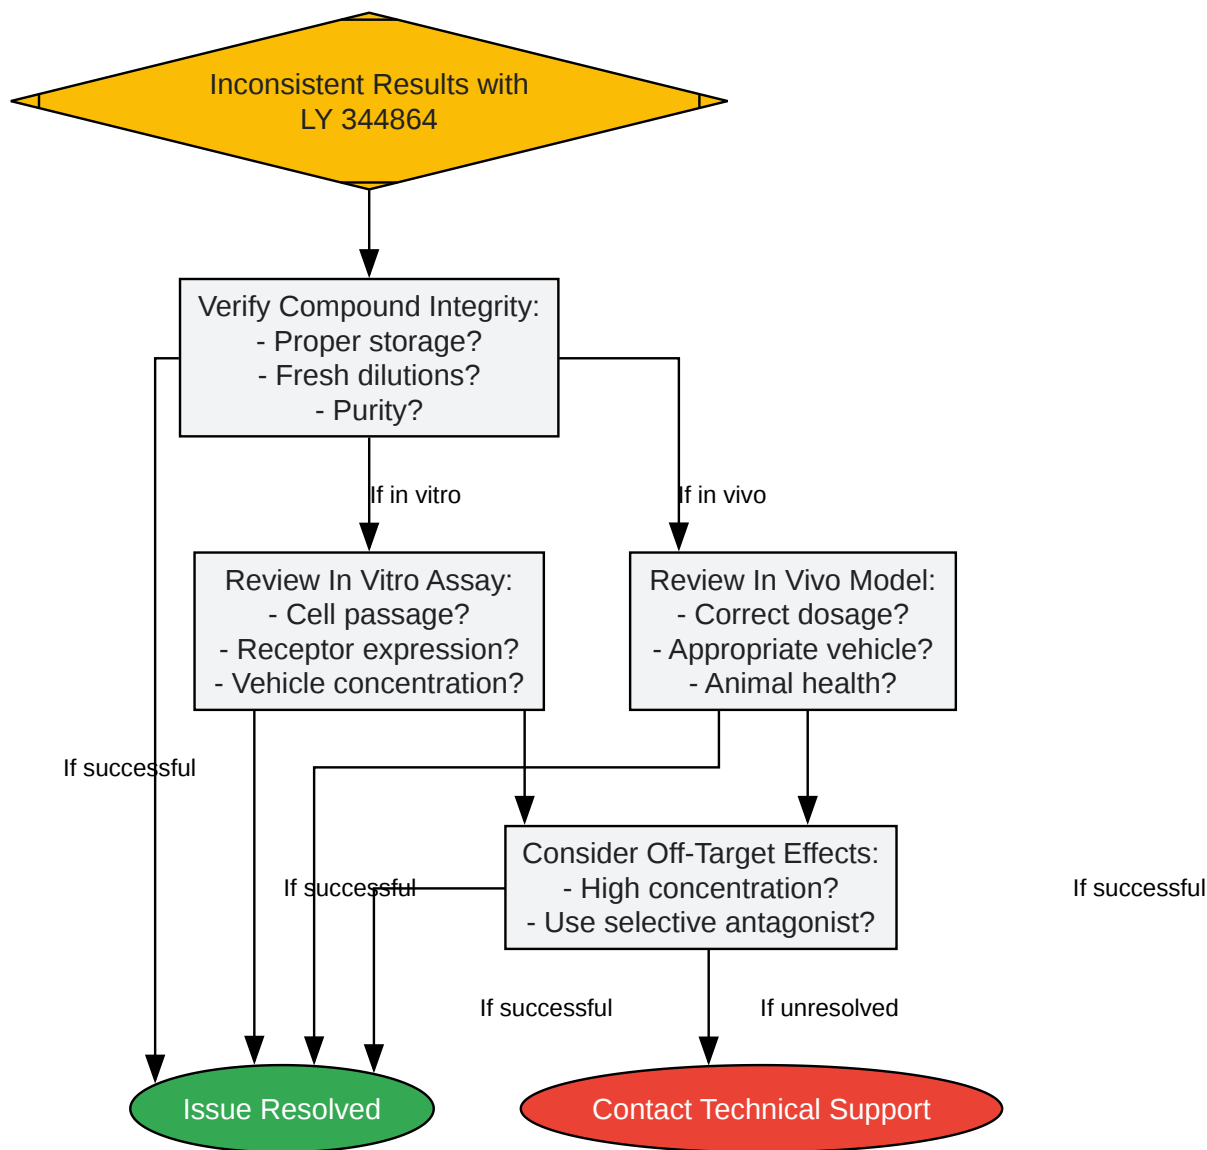 Inconsistent Results with
LY 344864
Verify Compound Integrity:
- Proper storage?
- Fresh dilutions?
- Purity?
If in vitro
If in vivo
Review In Vitro Assay:
- Cell passage?
- Receptor expression?
- Vehicle concentration?
Review In Vivo Model:
- Correct dosage?
- Appropriate vehicle?
- Animal health?
If successful
Consider Off-Target Effects:
- High concentration?
- Use selective antagonist?
If successful
If successful
If successful
If unresolved
Issue Resolved
Contact Technical Support